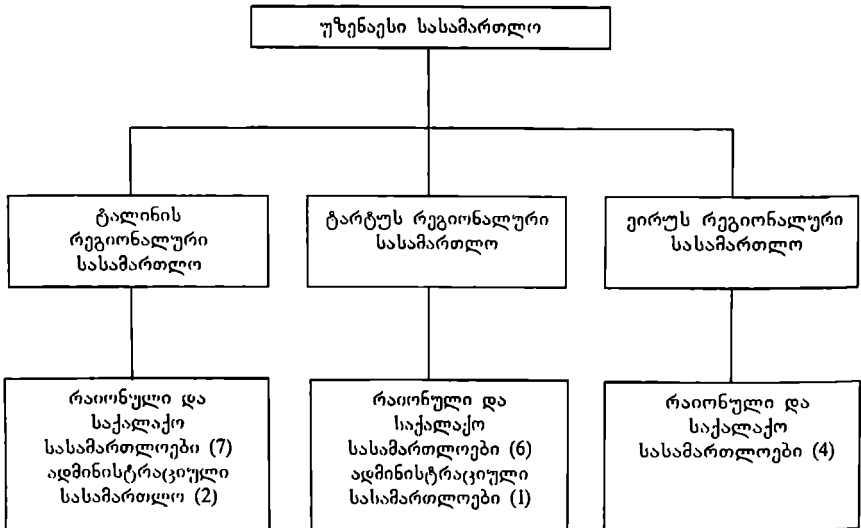 უზენაესი სასამართლო
ტალინის
რეგიონალური
სასამართლო
ტარტუს რეგიონალური
სასამართლო
ვირუს რეგიონალური
სასამართლო
რაიონული და
საქალაქო
სასამართლოები (7)
ადმინისტრაციული
სასამართლო (2)
რაიონული და
საქალაქო
სასამართლოები (6)
ადმინისტრაციული
სასამართლოები (1)
რაიონული და
საქალაქო
სასამართლოები (4)